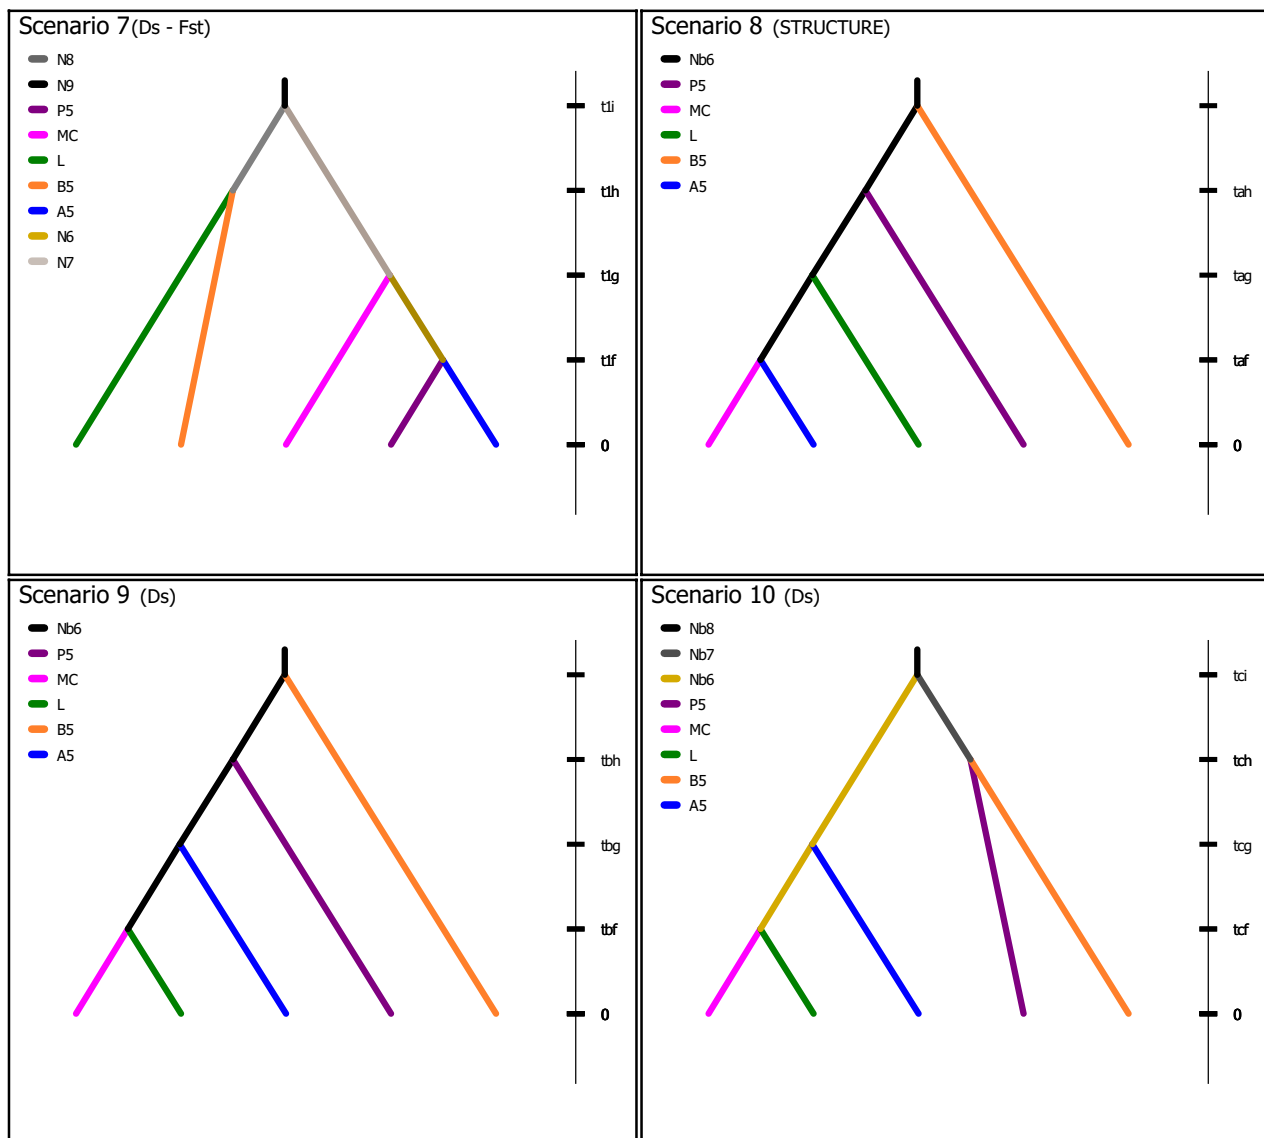 Scenario 7(Ds - Fst)
N8
N9
P5
MC
L
B5
A5
N6
N7
t1i
t1h
t1g
t1f
0
Scenario 8 (STRUCTURE)
Nb6
P5
MC
L
B5
A5
tah
tag
taf
0
Scenario 9 (Ds)
Nb6
P5
MC
L
B5
A5
tbh
tbg
tbf
0
Scenario 10 (Ds)
Nb8
Nb7
Nb6
P5
MC
L
B5
A5
tci
tch
tcg
tcf
0